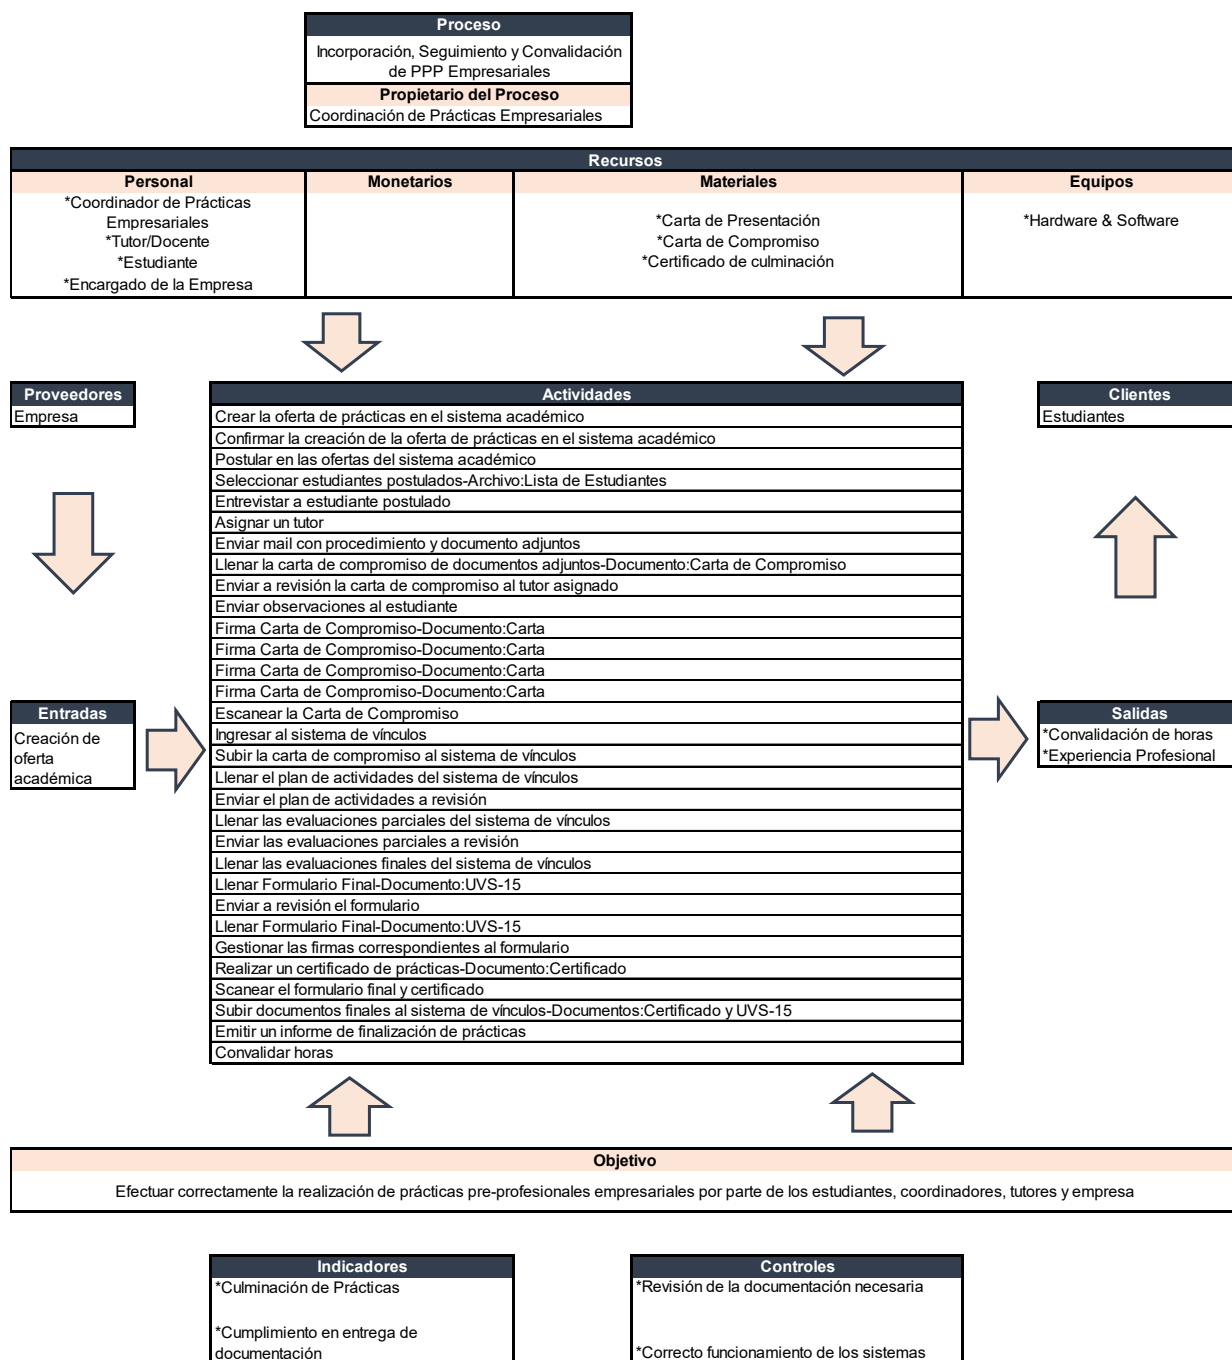 Proceso
Incorporación, Seguimiento y Convalidación
de PPP Empresariales
Propietario del Proceso
Coordinación de Prácticas Empresariales
Recursos
Personal
*Coordinador de Prácticas
Empresariales
*Tutor/Docente
*Estudiante
*Encargado de la Empresa
Monetarios
Materiales
*Carta de Presentación
*Carta de Compromiso
*Certificado de culminación
Equipos
*Hardware & Software
Proveedores
Empresa
Entradas
Creación de
oferta
académica
Actividades
Crear la oferta de prácticas en el sistema académico
Confirmar la creación de la oferta de prácticas en el sistema académico
Postular en las ofertas del sistema académico
Seleccionar estudiantes postulados-Archivo:Lista de Estudiantes
Entrevistar a estudiante postulado
Asignar un tutor
Enviar mail con procedimiento y documento adjuntos
Llenar la carta de compromiso de documentos adjuntos-Documento:Carta de Compromiso
Enviar a revisión la carta de compromiso al tutor asignado
Enviar observaciones al estudiante
Firma Carta de Compromiso-Documento:Carta
Firma Carta de Compromiso-Documento:Carta
Firma Carta de Compromiso-Documento:Carta
Firma Carta de Compromiso-Documento:Carta
Escanear la Carta de Compromiso
Ingresar al sistema de vínculos
Subir la carta de compromiso al sistema de vínculos
Llenar el plan de actividades del sistema de vínculos
Enviar el plan de actividades a revisión
Llenar las evaluaciones parciales del sistema de vínculos
Enviar las evaluaciones parciales a revisión
Llenar las evaluaciones finales del sistema de vínculos
Llenar Formulario Final-Documento:UVS-15
Enviar a revisión el formulario
Llenar Formulario Final-Documento:UVS-15
Gestionar las firmas correspondientes al formulario
Realizar un certificado de prácticas-Documento:Certificado
Scanear el formulario final y certificado
Subir documentos finales al sistema de vínculos-Documentos:Certificado y UVS-15
Emitir un informe de finalización de prácticas
Convalidar horas
Clientes
Estudiantes
Salidas
*Convalidación de horas
*Experiencia Profesional
Objetivo
Efectuar correctamente la realización de prácticas pre-profesionales empresariales por parte de los estudiantes, coordinadores, tutores y empresa
Indicadores
*Culminación de Prácticas
*Cumplimiento en entrega de
documentación
Controles
*Revisión de la documentación necesaria
*Correcto funcionamiento de los sistemas